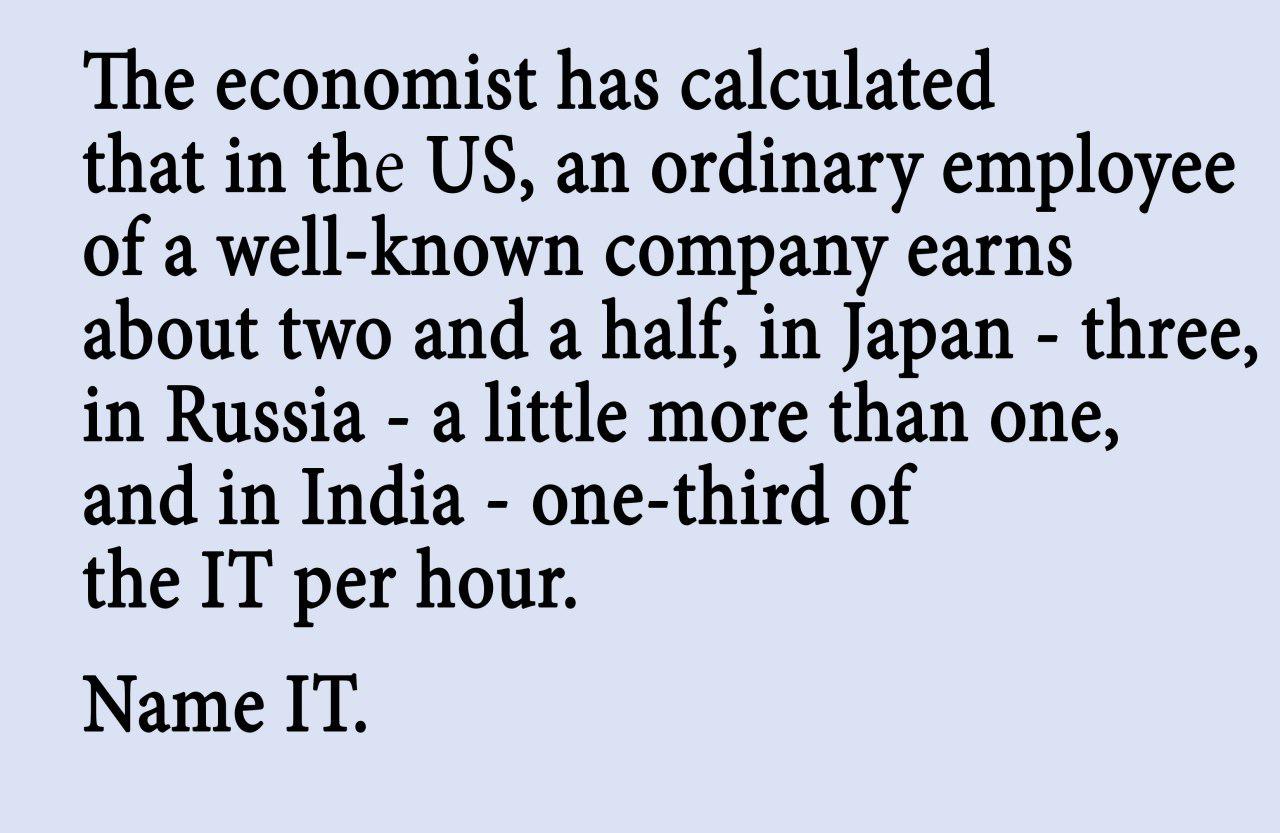 The economist has calculated
that in the US, an ordinary employee
of a well-known company earns
about two and a half, in Japan - three,
in Russia - a little more than one,
and in India - one-third of
the IT per hour.
Name IT.